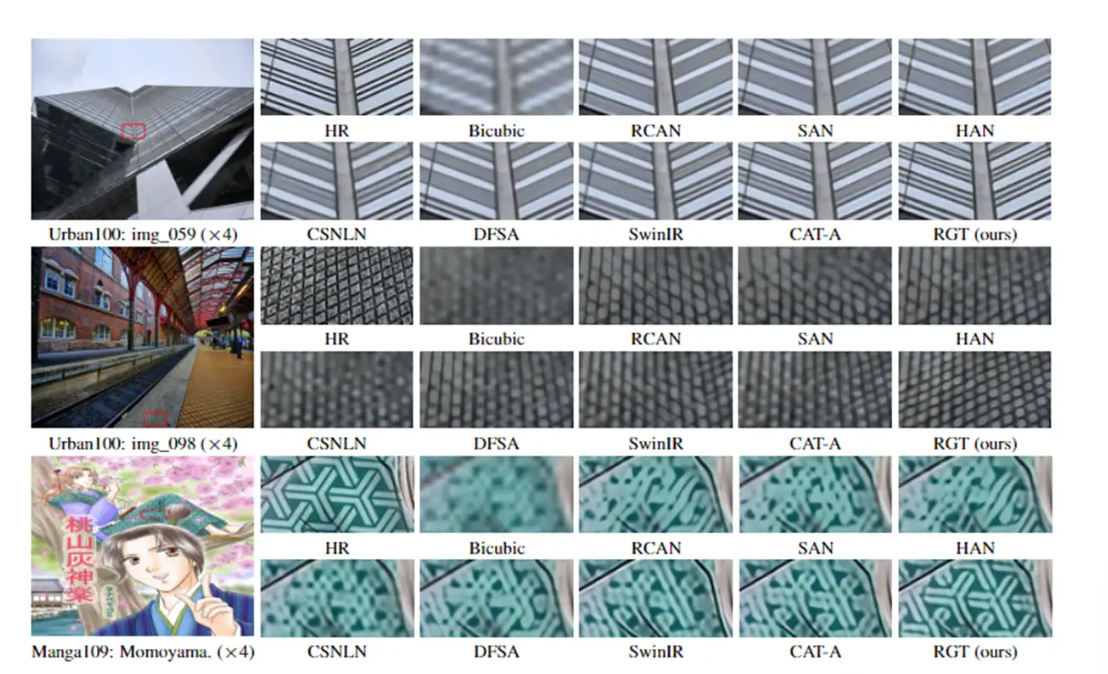 HR Bicubic RCAN SAN HAN
Urban100: img_059 (×4) CSNLN DFSA SwinIR CAT-A RGT (ours)
HR Bicubic RCAN SAN HAN
Urban100: img_098 (×4) CSNLN DFSA SwinIR CAT-A RGT (ours)
桃山灰神楽
HR Bicubic RCAN SAN HAN
Manga109: Momoyama. (×4) CSNLN DFSA SwinIR CAT-A RGT (ours)